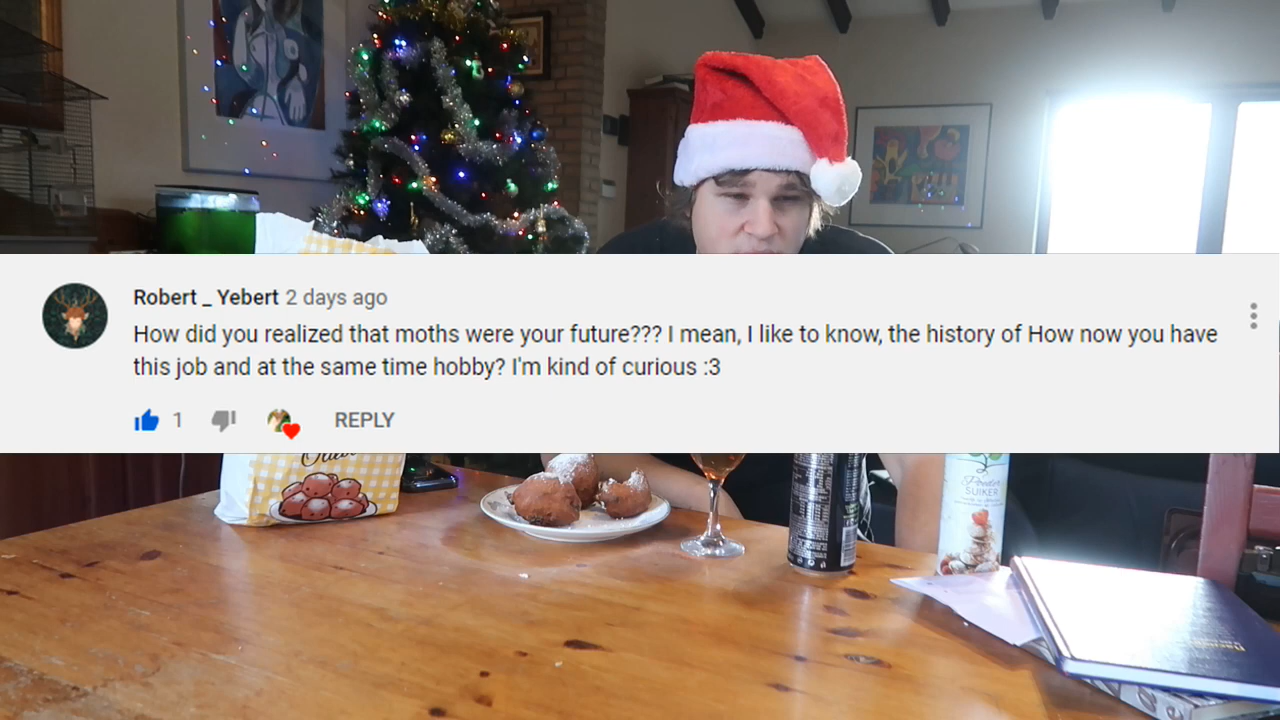 Robert _ Yebert 2 days ago
How did you realized that moths were your future??? I mean, I like to know, the history of How now you have
this job and at the same time hobby? I'm kind of curious :3
1 REPLY
Poeder
SUIKER